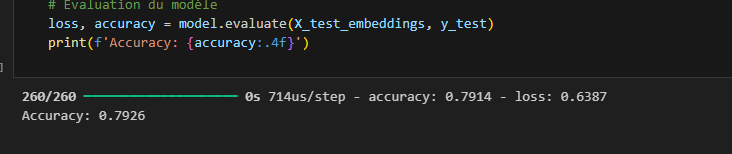 # Evaluation du modèle
loss, accuracy = model.evaluate(X_test_embeddings, y_test)
print(f'Accuracy: {accuracy:.4f}')
]
260/260 ━━━━━━━━━━━━━━━━━━━━ 0s 714us/step - accuracy: 0.7914 - loss: 0.6387
Accuracy: 0.7926